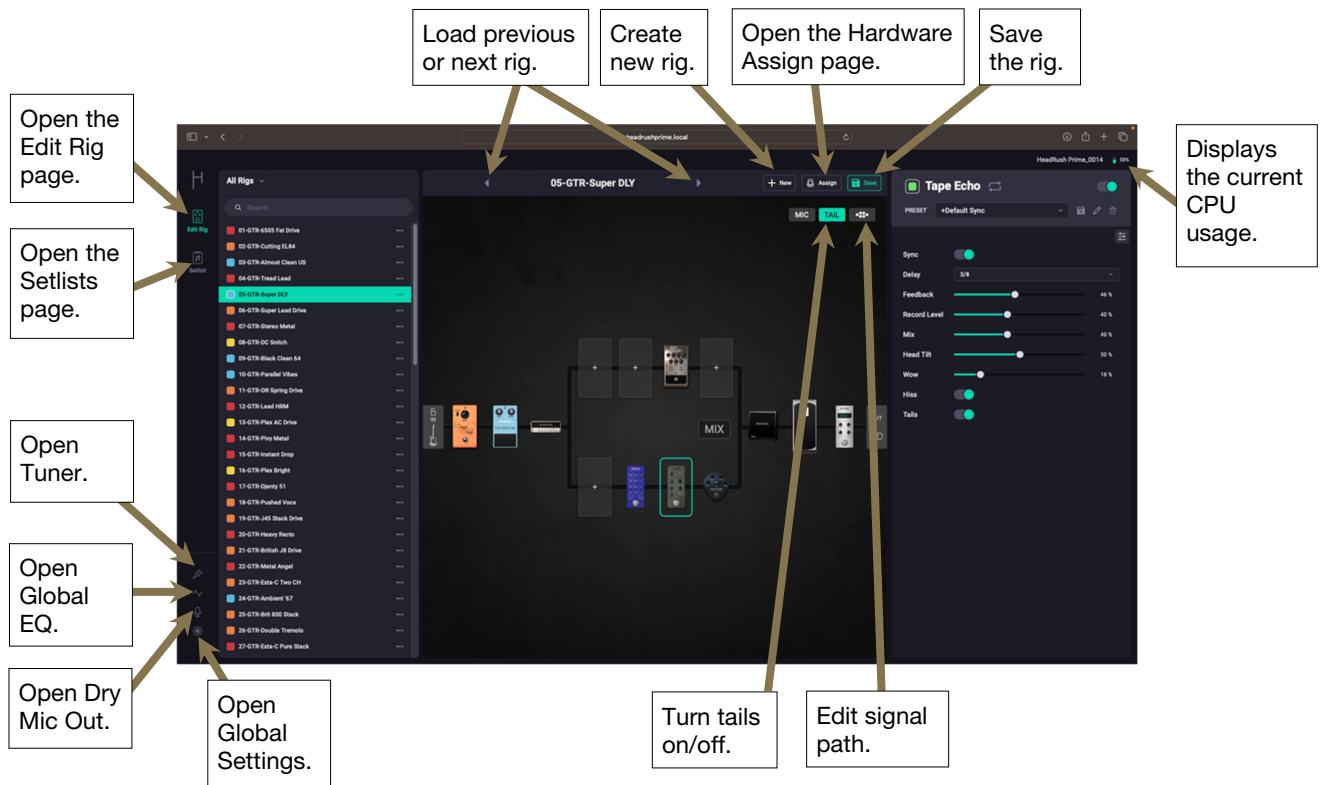 Load previous
or next rig.
Create
new rig.
Open the Hardware
Assign page.
Save
the rig.
Open the
Edit Rig
page.
Displays
the current
CPU
usage.
Open the
Setlists
page.
Open
Tuner.
Open
Global
EQ.
Open Dry
Mic Out.
Open
Global
Settings.
Turn tails
on/off.
Edit signal
path.
headrushprime.local
HeadRush Prime_0014 58%
Edit Rig
Setlist
All Rigs
Search
01-GTR-6505 Fat Drive
02-GTR-Cutting EL84
03-GTR-Almost Clean US
04-GTR-Tread Lead
05-GTR-Super DLY
06-GTR-Super Lead Drive
07-GTR-Stereo Metal
08-GTR-DC Snitch
09-GTR-Black Clean 64
10-GTR-Parallel Vibes
11-GTR-OR Spring Drive
12-GTR-Lead HRM
13-GTR-Plex AC Drive
14-GTR-Pivy Metal
15-GTR-Instant Drop
16-GTR-Plex Bright
17-GTR-Djenty 51
18-GTR-Pushed Voco
19-GTR-J45 Stack Drive
20-GTR-Heavy Recto
21-GTR-British J8 Drive
22-GTR-Metal Angel
23-GTR-Exta-C Two CH
24-GTR-Ambient '67
25-GTR-Brit 800 Stack
26-GTR-Double Tremolo
27-GTR-Exta-C Pure Stack
05-GTR-Super DLY
+ New
Assign
Save
MIC
TAIL
MIX
Tape Echo
PRESET +Default Sync
Sync
Delay 3/8
Feedback 46 %
Record Level 40 %
Mix 40 %
Head Tilt 50 %
Wow 18 %
Hiss
Tails